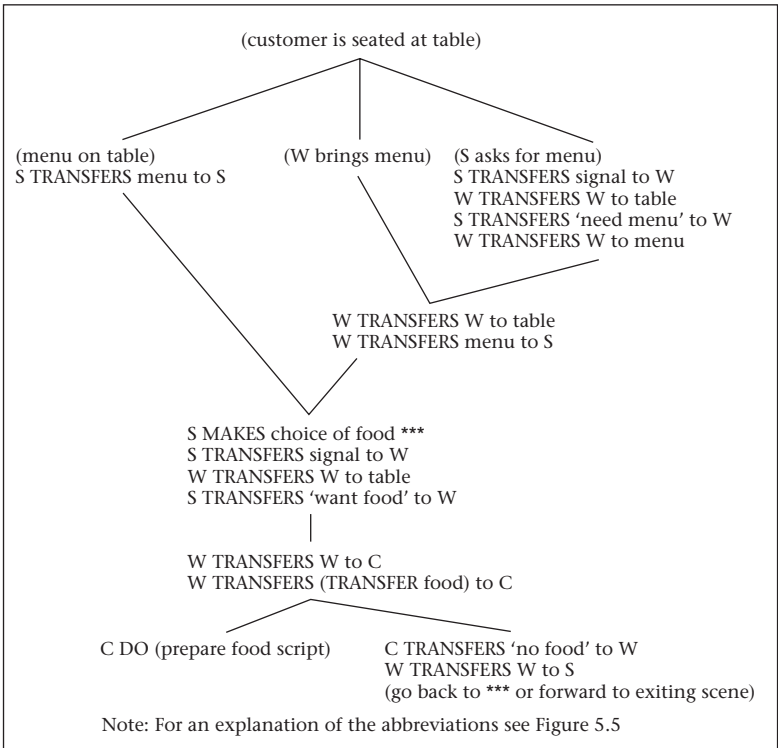 (customer is seated at table)
(menu on table)
S TRANSFERS menu to S
(W brings menu)
(S asks for menu)
S TRANSFERS signal to W
W TRANSFERS W to table
S TRANSFERS ‘need menu’ to W
W TRANSFERS W to menu
W TRANSFERS W to table
W TRANSFERS menu to S
S MAKES choice of food ***
S TRANSFERS signal to W
W TRANSFERS W to table
S TRANSFERS ‘want food’ to W
W TRANSFERS W to C
W TRANSFERS (TRANSFER food) to C
C DO (prepare food script)
C TRANSFERS ‘no food’ to W
W TRANSFERS W to S
(go back to *** or forward to exiting scene)
Note: For an explanation of the abbreviations see Figure 5.5